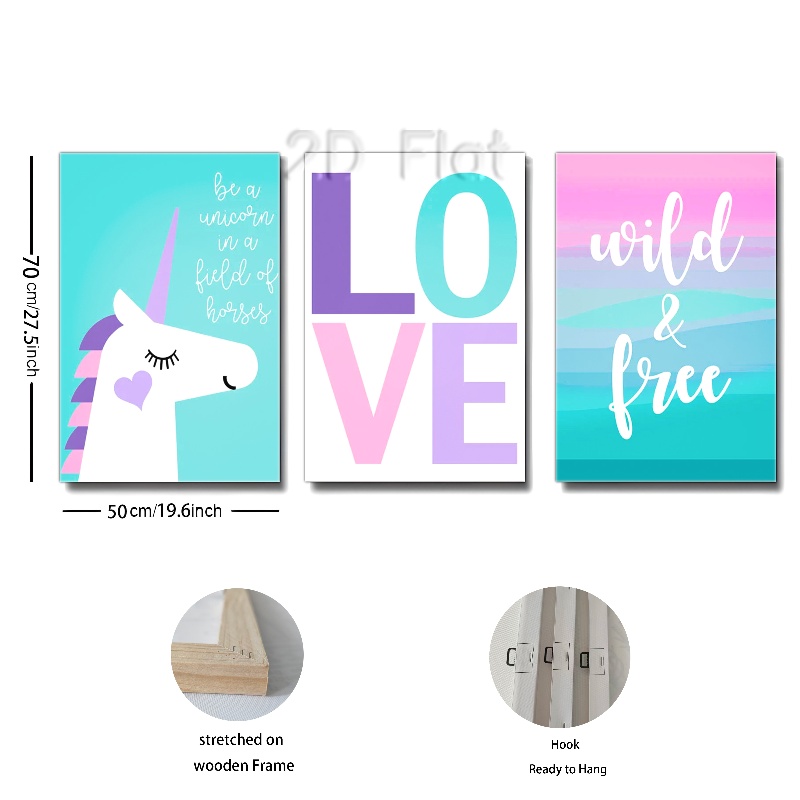 2D Flat
be a
unicorn
in a
field of
horses
LO
VE
wild
&
free
70 cm/27.5inch
50 cm/19.6inch
stretched on
wooden Frame
Hook
Ready to Hang